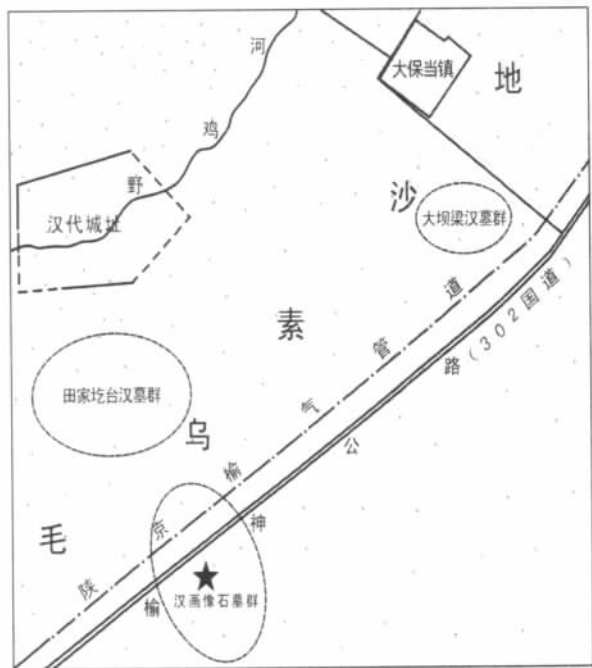 大保当镇
野鸡河
汉代城址
大坝梁汉墓群
毛乌素沙地
田家圪台汉墓群
陕京榆气管道
榆神公路(302国道)
汉画像石墓群